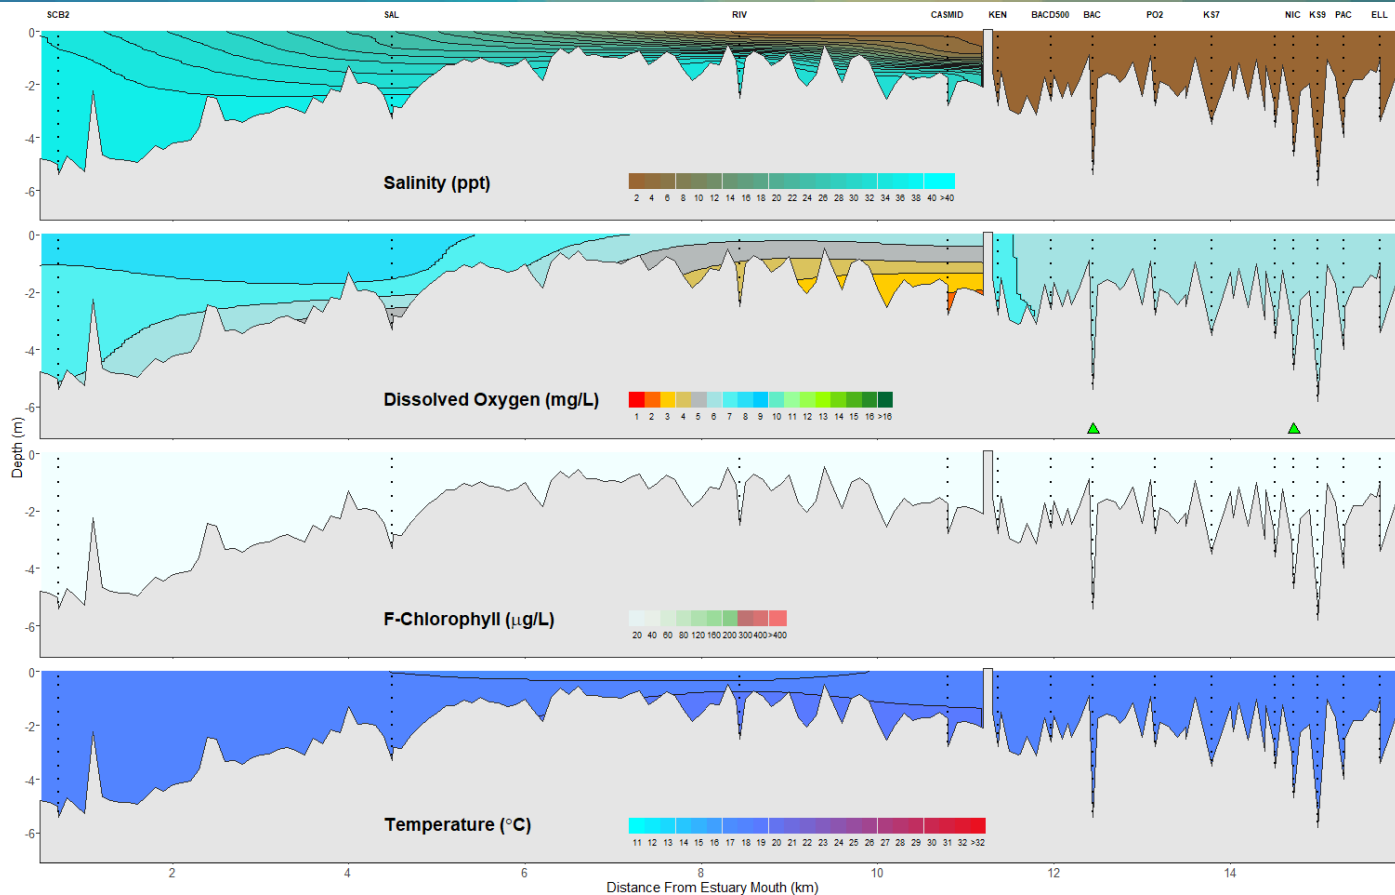 SCB2 SAL RIV CASMID KEN BACD500 BAC PO2 KS7 NIC KS9 PAC ELL
0
-2
-4
-6
Salinity (ppt)
2 4 6 8 10 12 14 16 18 20 22 24 26 28 30 32 34 36 38 40 >40
0
-2
-4
-6
Dissolved Oxygen (mg/L)
1 2 3 4 5 6 7 8 9 10 11 12 13 14 15 16 >16
Depth (m)
0
-2
-4
-6
F-Chlorophyll (μg/L)
20 40 60 80 120 160 200 300 400 >400
0
-2
-4
-6
Temperature (°C)
11 12 13 14 15 16 17 18 19 20 21 22 23 24 25 26 27 28 29 30 31 32 >32
2 4 6 8 10 12 14
Distance From Estuary Mouth (km)